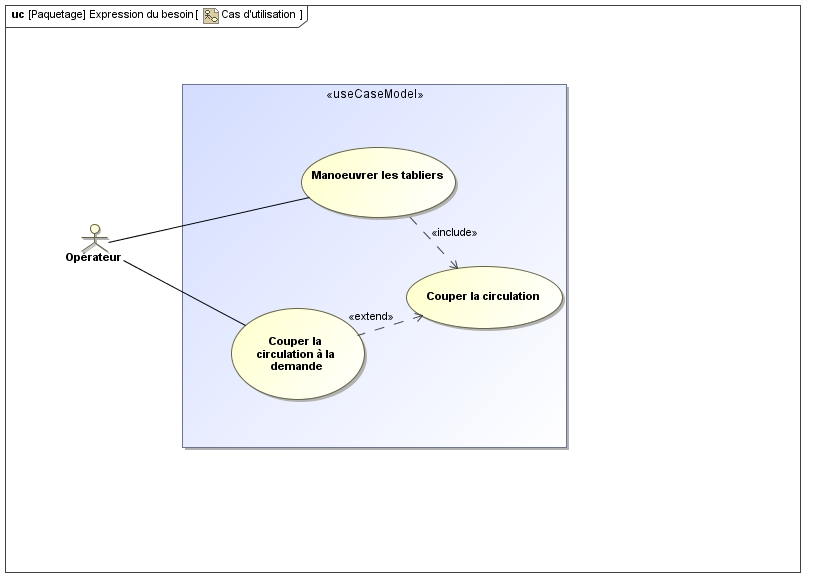 uc [Paquetage] Expression du besoin[ Cas d'utilisation ]
«useCaseModel»
Manoeuvrer les tabliers
«include»
Opérateur
Couper la circulation
«extend»
Couper la
circulation à la
demande